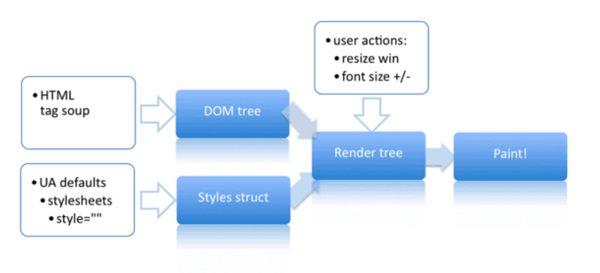 • user actions:
• resize win
• font size +/-
• HTML
tag soup
DOM tree
Render tree
Paint!
• UA defaults
• stylesheets
• style=""
Styles struct